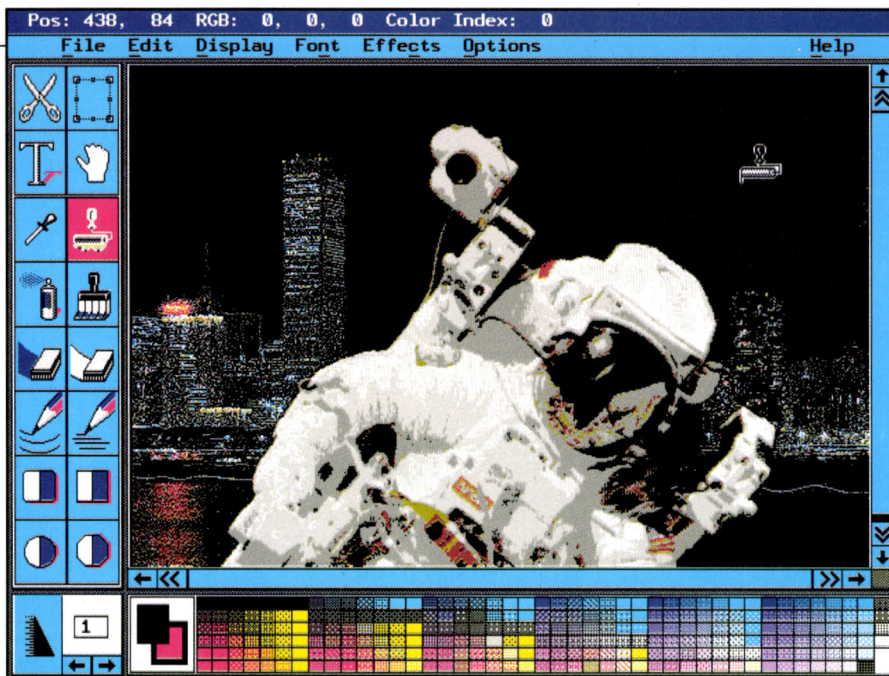 Pos: 438, 84 RGB: 0, 0, 0 Color Index: 0
File Edit Display Font Effects Options Help
T
1